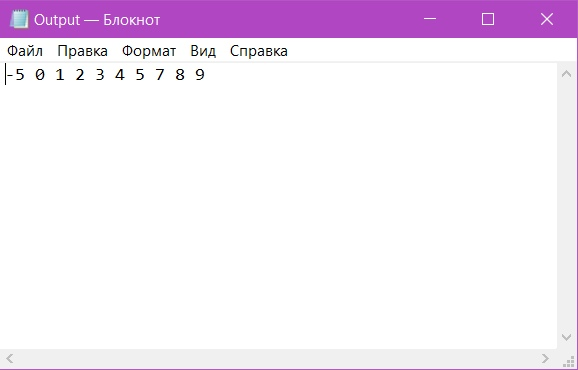 Output — Блокнот
Файл Правка Формат Вид Справка
-5 0 1 2 3 4 5 7 8 9